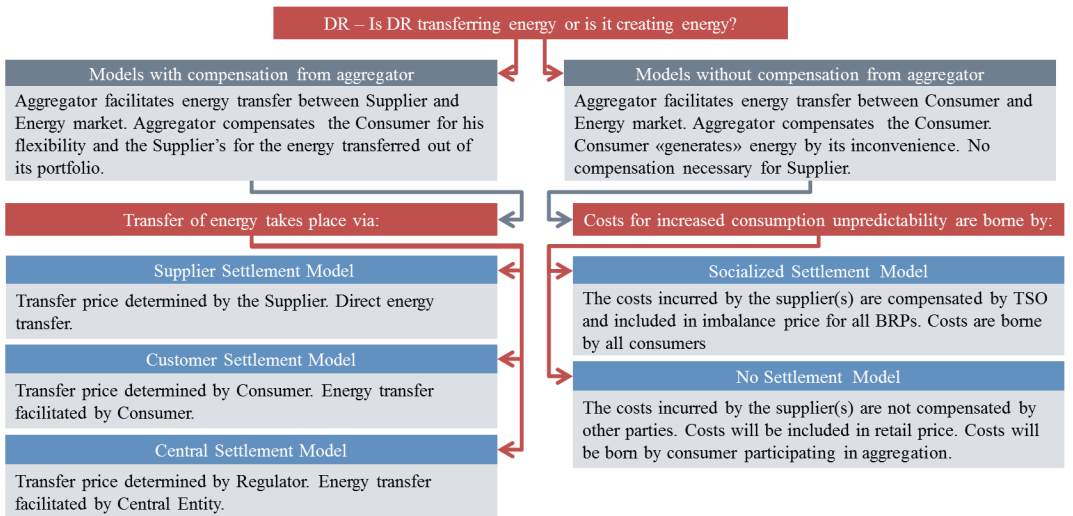 DR – Is DR transferring energy or is it creating energy?
Models with compensation from aggregator
Aggregator facilitates energy transfer between Supplier and
Energy market. Aggregator compensates the Consumer for his
flexibility and the Supplier's for the energy transferred out of
its portfolio.
Models without compensation from aggregator
Aggregator facilitates energy transfer between Consumer and
Energy market. Aggregator compensates the Consumer.
Consumer «generates» energy by its inconvenience. No
compensation necessary for Supplier.
Transfer of energy takes place via:
Supplier Settlement Model
Transfer price determined by the Supplier. Direct energy
transfer.
Customer Settlement Model
Transfer price determined by Consumer. Energy transfer
facilitated by Consumer.
Central Settlement Model
Transfer price determined by Regulator. Energy transfer
facilitated by Central Entity.
Costs for increased consumption unpredictability are borne by:
Socialized Settlement Model
The costs incurred by the supplier(s) are compensated by TSO
and included in imbalance price for all BRPs. Costs are borne
by all consumers
No Settlement Model
The costs incurred by the supplier(s) are not compensated by
other parties. Costs will be included in retail price. Costs will
be born by consumer participating in aggregation.